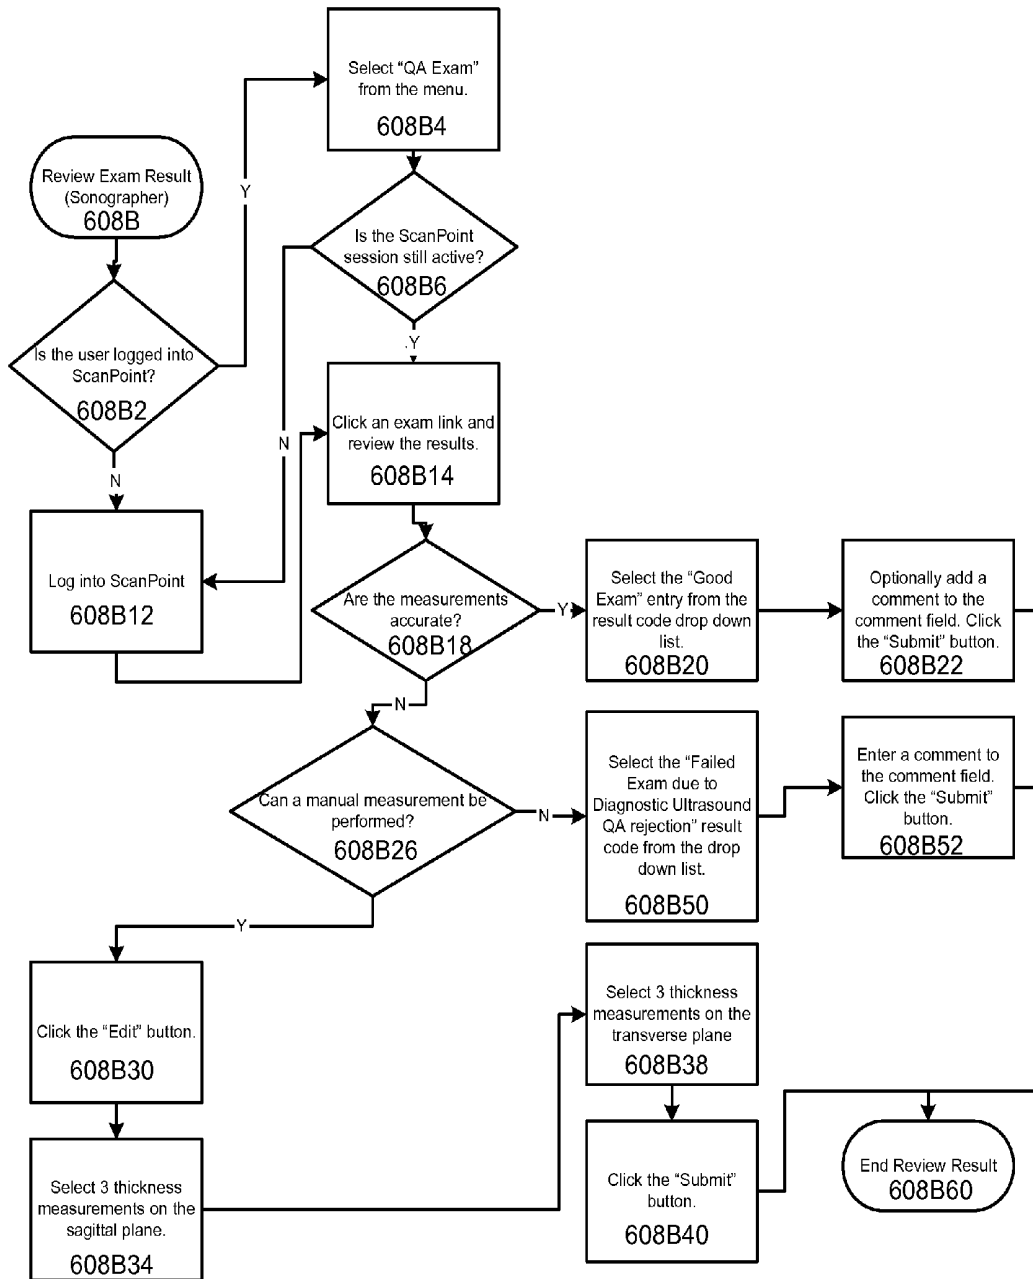 Select “QA Exam”
from the menu.
608B4
Review Exam Result
(Sonographer)
608B
Y
Is the ScanPoint
session still active?
608B6
.Y
Is the user logged into
ScanPoint?
608B2
N
Click an exam link and
review the results.
608B14
N
Log into ScanPoint
608B12
Are the measurements
accurate?
608B18
Y
Select the “Good
Exam” entry from the
result code drop down
list.
608B20
Optionally add a
comment to the
comment field. Click
the “Submit” button.
608B22
N
Can a manual measurement be
performed?
608B26
N
Select the “Failed
Exam due to
Diagnostic Ultrasound
QA rejection” result
code from the drop
down list.
608B50
Enter a comment to
the comment field.
Click the “Submit”
button.
608B52
Y
Click the “Edit” button.
608B30
Select 3 thickness
measurements on the
transverse plane
608B38
Select 3 thickness
measurements on the
sagittal plane.
608B34
Click the “Submit”
button.
608B40
End Review Result
608B60